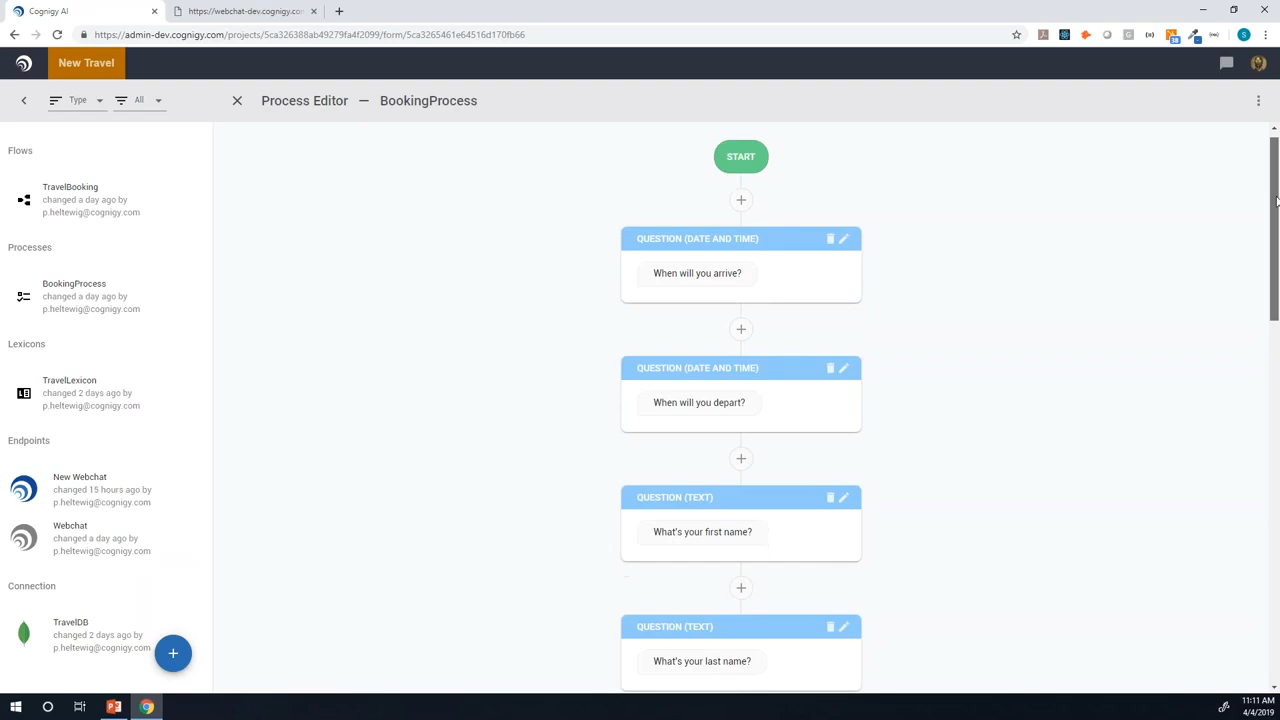 Cognigy AI
https://webchat-dev.cognigy.co
https://admin-dev.cognigy.com/projects/5ca326388ab49279fa4f2099/form/5ca3265461e64516d170fb66
38
S
New Travel
Type
All
Process Editor — BookingProcess
Flows
TravelBooking
changed a day ago by
p.heltewig@cognigy.com
Processes
BookingProcess
changed a day ago by
p.heltewig@cognigy.com
Lexicons
TravelLexicon
changed 2 days ago by
p.heltewig@cognigy.com
Endpoints
New Webchat
changed 15 hours ago by
p.heltewig@cognigy.com
Webchat
changed a day ago by
p.heltewig@cognigy.com
Connection
TravelDB
changed 2 days ago by
p.heltewig@cognigy.com
START
QUESTION (DATE AND TIME)
When will you arrive?
QUESTION (DATE AND TIME)
When will you depart?
QUESTION (TEXT)
What's your first name?
QUESTION (TEXT)
What's your last name?
11:11 AM
4/4/2019